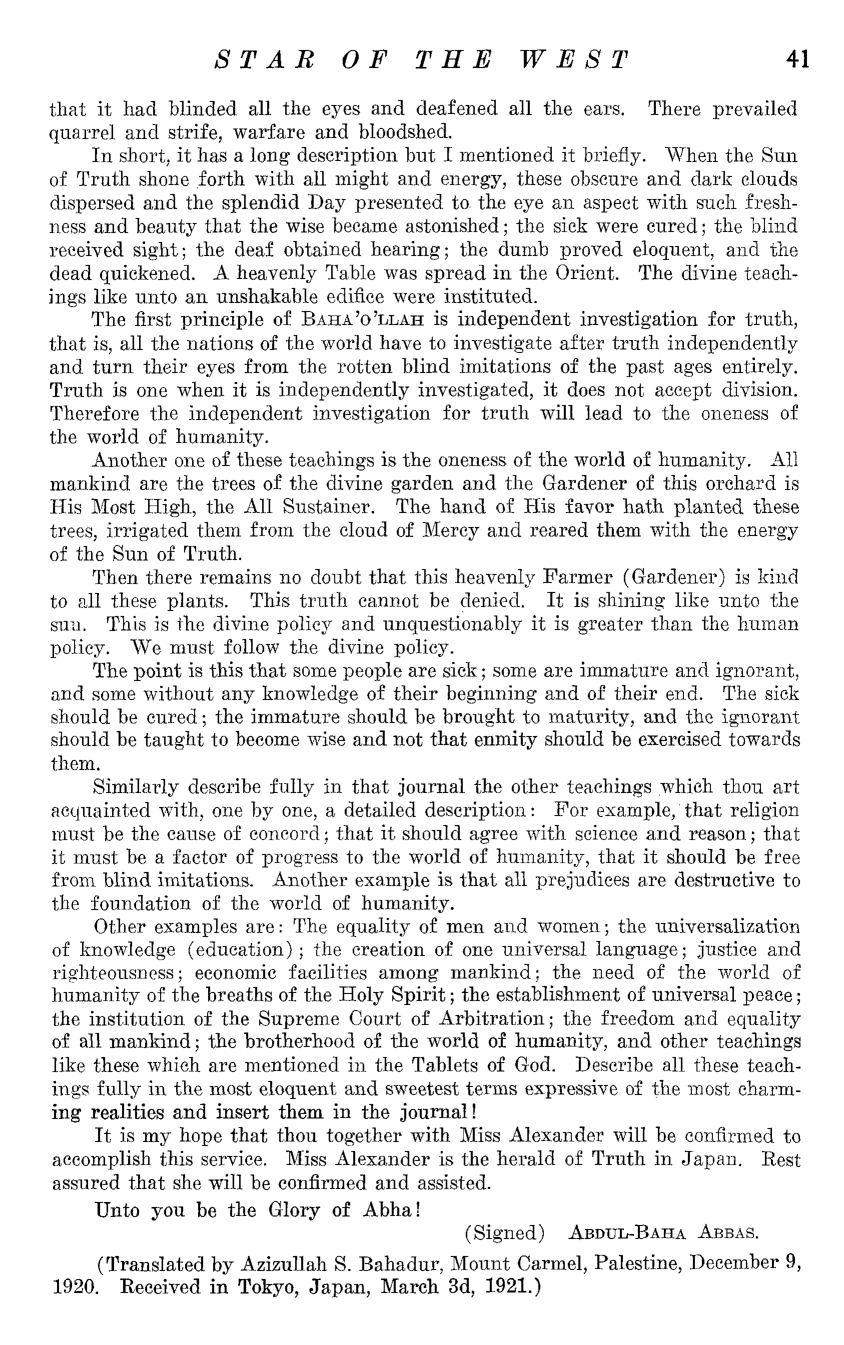 STAR OF THE WEST 41
that it had blinded all the eyes and deafened all the ears. There prevailed
quarrel and strife, warfare and bloodshed.
In short, it has a long description but I mentioned it briefly. When the Sun
of Truth shone forth with all might and energy, these obscure and dark clouds
dispersed and the splendid Day presented to the eye an aspect with such fresh-
ness and beauty that the wise became astonished; the sick were cured; the blind
received sight; the deaf obtained hearing; the dumb proved eloquent, and the
dead quickened. A heavenly Table was spread in the Orient. The divine teach-
ings like unto an unshakable edifice were instituted.
The first principle of BAHA'O'LLAH is independent investigation for truth,
that is, all the nations of the world have to investigate after truth independently
and turn their eyes from the rotten blind imitations of the past ages entirely.
Truth is one when it is independently investigated, it does not accept division.
Therefore the independent investigation for truth will lead to the oneness of
the world of humanity.
Another one of these teachings is the oneness of the world of humanity. All
mankind are the trees of the divine garden and the Gardener of this orchard is
His Most High, the All Sustainer. The hand of His favor hath planted these
trees, irrigated them from the cloud of Mercy and reared them with the energy
of the Sun of Truth.
Then there remains no doubt that this heavenly Farmer (Gardener) is kind
to all these plants. This truth cannot be denied. It is shining like unto the
sun. This is the divine policy and unquestionably it is greater than the human
policy. We must follow the divine policy.
The point is this that some people are sick; some are immature and ignorant,
and some without any knowledge of their beginning and of their end. The sick
should be cured; the immature should be brought to maturity, and the ignorant
should be taught to become wise and not that enmity should be exercised towards
them.
Similarly describe fully in that journal the other teachings which thou art
acquainted with, one by one, a detailed description: For example, that religion
must be the cause of concord; that it should agree with science and reason; that
it must be a factor of progress to the world of humanity, that it should be free
from blind imitations. Another example is that all prejudices are destructive to
the foundation of the world of humanity.
Other examples are: The equality of men and women; the universalization
of knowledge (education); the creation of one universal language; justice and
righteousness; economic facilities among mankind; the need of the world of
humanity of the breaths of the Holy Spirit; the establishment of universal peace;
the institution of the Supreme Court of Arbitration; the freedom and equality
of all mankind; the brotherhood of the world of humanity, and other teachings
like these which are mentioned in the Tablets of God. Describe all these teach-
ings fully in the most eloquent and sweetest terms expressive of the most charm-
ing realities and insert them in the journal!
It is my hope that thou together with Miss Alexander will be confirmed to
accomplish this service. Miss Alexander is the herald of Truth in Japan. Rest
assured that she will be confirmed and assisted.
Unto you be the Glory of Abha!
(Signed) ABDUL-BAHA ABBAS.
(Translated by Azizullah S. Bahadur, Mount Carmel, Palestine, December 9,
1920. Received in Tokyo, Japan, March 3d, 1921.)